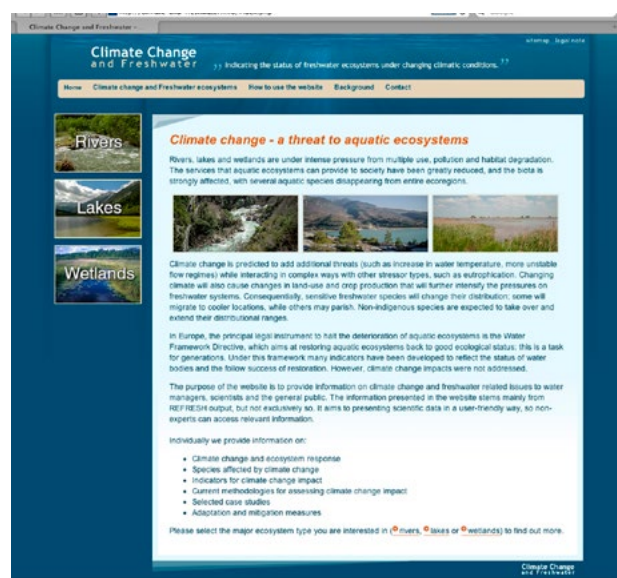 Climate Change and Freshwater -...
sitemap legal note
Climate Change
and Freshwater
,, Indicating the status of freshwater ecosystems under changing climatic conditions. ”
Home Climate change and Freshwater ecosystems How to use the website Background Contact
Rivers
Lakes
Wetlands
Climate change - a threat to aquatic ecosystems
Rivers, lakes and wetlands are under intense pressure from multiple use, pollution and habitat degradation.
The services that aquatic ecosystems can provide to society have been greatly reduced, and the biota is
strongly affected, with several aquatic species disappearing from entire ecoregions.
Climate change is predicted to add additional threats (such as increase in water temperature, more unstable
flow regimes) while interacting in complex ways with other stressor types, such as eutrophication. Changing
climate will also cause changes in land-use and crop production that will further intensify the pressures on
freshwater systems. Consequentially, sensitive freshwater species will change their distribution; some will
migrate to cooler locations, while others may parish. Non-indigenous species are expected to take over and
extend their distributional ranges.
In Europe, the principal legal instrument to halt the deterioration of aquatic ecosystems is the Water
Framework Directive, which aims at restoring aquatic ecosystems back to good ecological status; this is a task
for generations. Under this framework many indicators have been developed to reflect the status of water
bodies and the follow success of restoration. However, climate change impacts were not addressed.
The purpose of the website is to provide information on climate change and freshwater related issues to water
managers, scientists and the general public. The information presented in the website stems mainly from
REFRESH output, but not exclusively so. It aims to presenting scientific data in a user-friendly way, so non-
experts can access relevant information.
Individually we provide information on:
• Climate change and ecosystem response
• Species affected by climate change
• Indicators for climate change impact
• Current methodologies for assessing climate change impact
• Selected case studies
• Adaptation and mitigation measures
Please select the major ecosystem type you are interested in (rivers, lakes or wetlands) to find out more.
Climate Change
and Freshwater